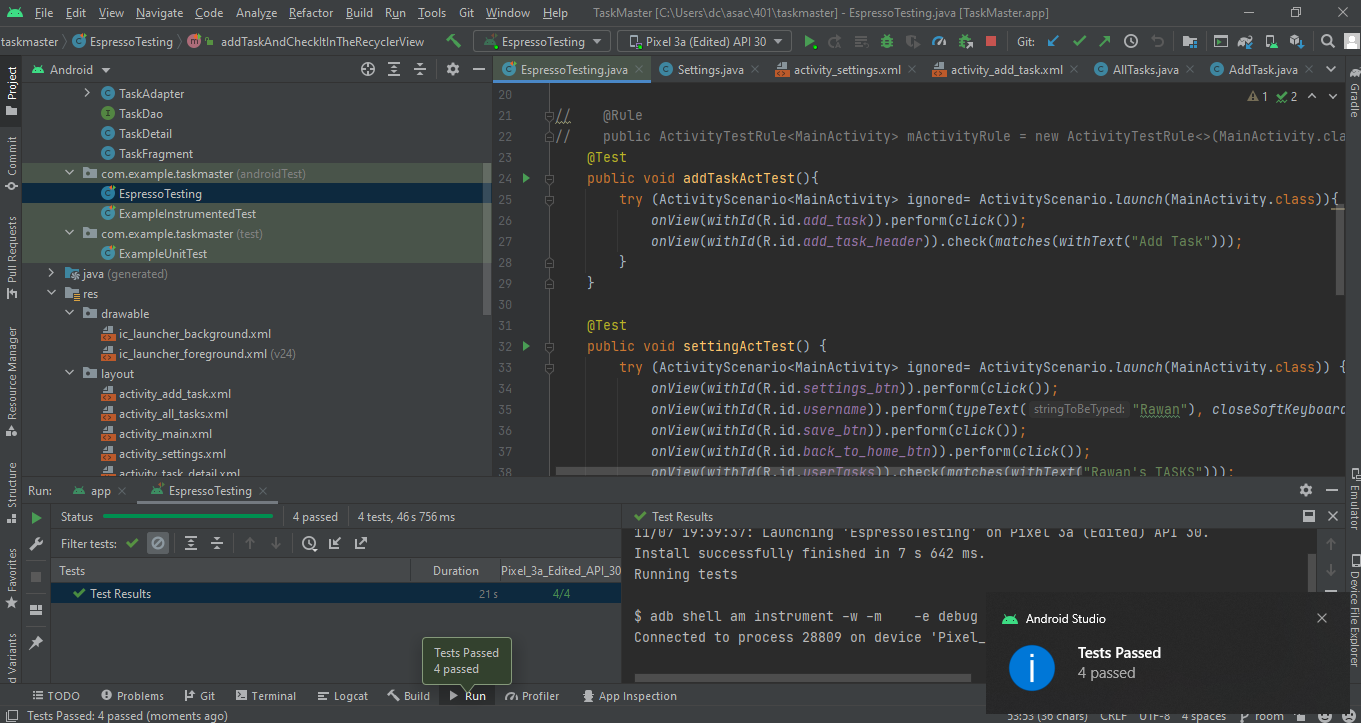 File Edit View Navigate Code Analyze Refactor Build Run Tools Git Window Help TaskMaster [C:\Users\dc\asac\401\taskmaster] - EspressoTesting.java [TaskMaster.app]
taskmaster EspressoTesting addTaskAndCheckItInTheRecyclerView EspressoTesting Pixel 3a (Edited) API 30 Git:
Android
EspressoTesting.java Settings.java activity_settings.xml activity_add_task.xml AllTasks.java AddTask.java
Project
Commit
Pull Requests
Resource Manager
Structure
Favorites
d Variants
TaskAdapter
TaskDao
TaskDetail
TaskFragment
com.example.taskmaster (androidTest)
EspressoTesting
ExampleInstrumentedTest
com.example.taskmaster (test)
ExampleUnitTest
java (generated)
res
drawable
ic_launcher_background.xml
ic_launcher_foreground.xml (v24)
layout
activity_add_task.xml
activity_all_tasks.xml
activity_main.xml
activity_settings.xml
activity_task_detail.xml
1 2
20
21 // @Rule
22 // public ActivityTestRule<MainActivity> mActivityRule = new ActivityTestRule<>(MainActivity.cla
23 @Test
24 public void addTaskActTest(){
25 try (ActivityScenario<MainActivity> ignored= ActivityScenario.launch(MainActivity.class)){
26 onView(withId(R.id.add_task)).perform(click());
27 onView(withId(R.id.add_task_header)).check(matches(withText("Add Task")));
28 }
29 }
30
31 @Test
32 public void settingActTest() {
33 try (ActivityScenario<MainActivity> ignored= ActivityScenario.launch(MainActivity.class)) {
34 onView(withId(R.id.settings_btn)).perform(click());
35 onView(withId(R.id.username)).perform(typeText( stringToBeTyped: "Rawan"), closeSoftKeyboard
36 onView(withId(R.id.save_btn)).perform(click());
37 onView(withId(R.id.back_to_home_btn)).perform(click());
38 onView(withId(R.id.userTasks)).check(matches(withText("Rawan's TASKS")));
Gradle
Emulator
Device File Explorer
Run: app EspressoTesting
Status 4 passed 4 tests, 46 s 756 ms
Filter tests:
Tests Duration Pixel_3a_Edited_API_30
Test Results 21 s 4/4
Test Results
11/07 19:39:37: Launching 'EspressoTesting' on Pixel 3a (Edited) API 30.
Install successfully finished in 7 s 642 ms.
Running tests
$ adb shell am instrument -w -m -e debug
Connected to process 28809 on device 'Pixel_
Tests Passed
4 passed
Android Studio
Tests Passed
4 passed
TODO Problems Git Terminal Logcat Build Run Profiler App Inspection
Tests Passed: 4 passed (moments ago) 53:53 (36 chars) CRLF UTF-8 4 spaces room